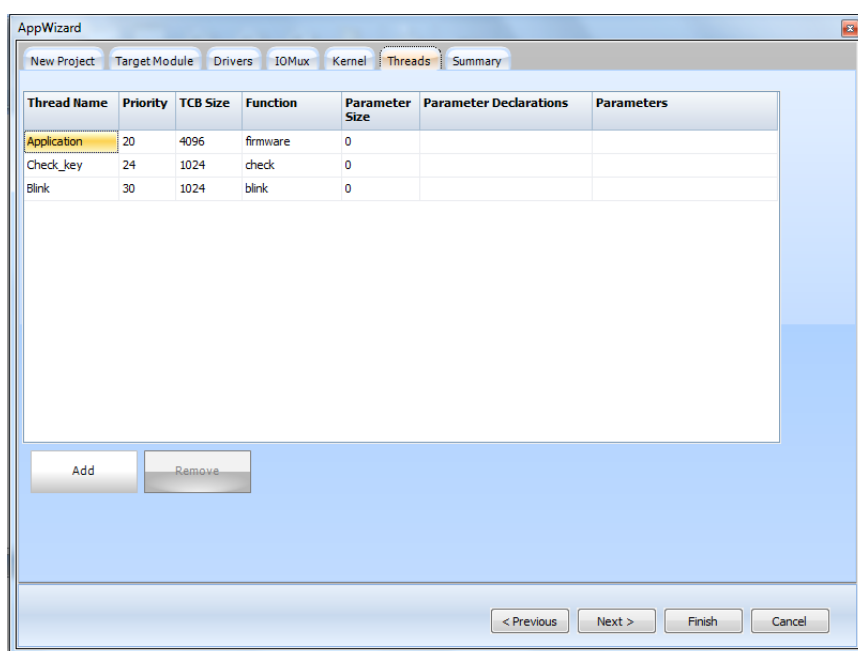 AppWizard
New Project Target Module Drivers IOMux Kernel Threads Summary
Thread Name Priority TCB Size Function Parameter Size Parameter Declarations Parameters
Application 20 4096 firmware 0
Check_key 24 1024 check 0
Blink 30 1024 blink 0
Add Remove
< Previous Next > Finish Cancel